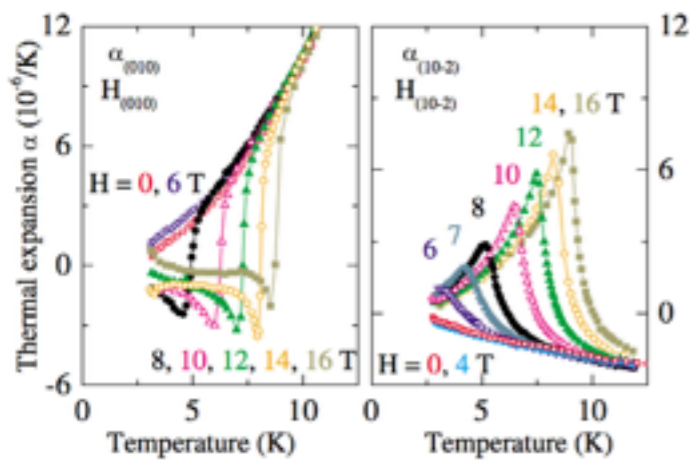 12
6
0
-6
Thermal expansion α (10⁻⁶/K)
α(010)
H(010)
H = 0, 6 T
8, 10, 12, 14, 16 T
0 5 10
Temperature (K)
α(10-2)
H(10-2)
14, 16 T
12
10
8
7
6
H = 0, 4 T
0 5 10
Temperature (K)
12
6
0